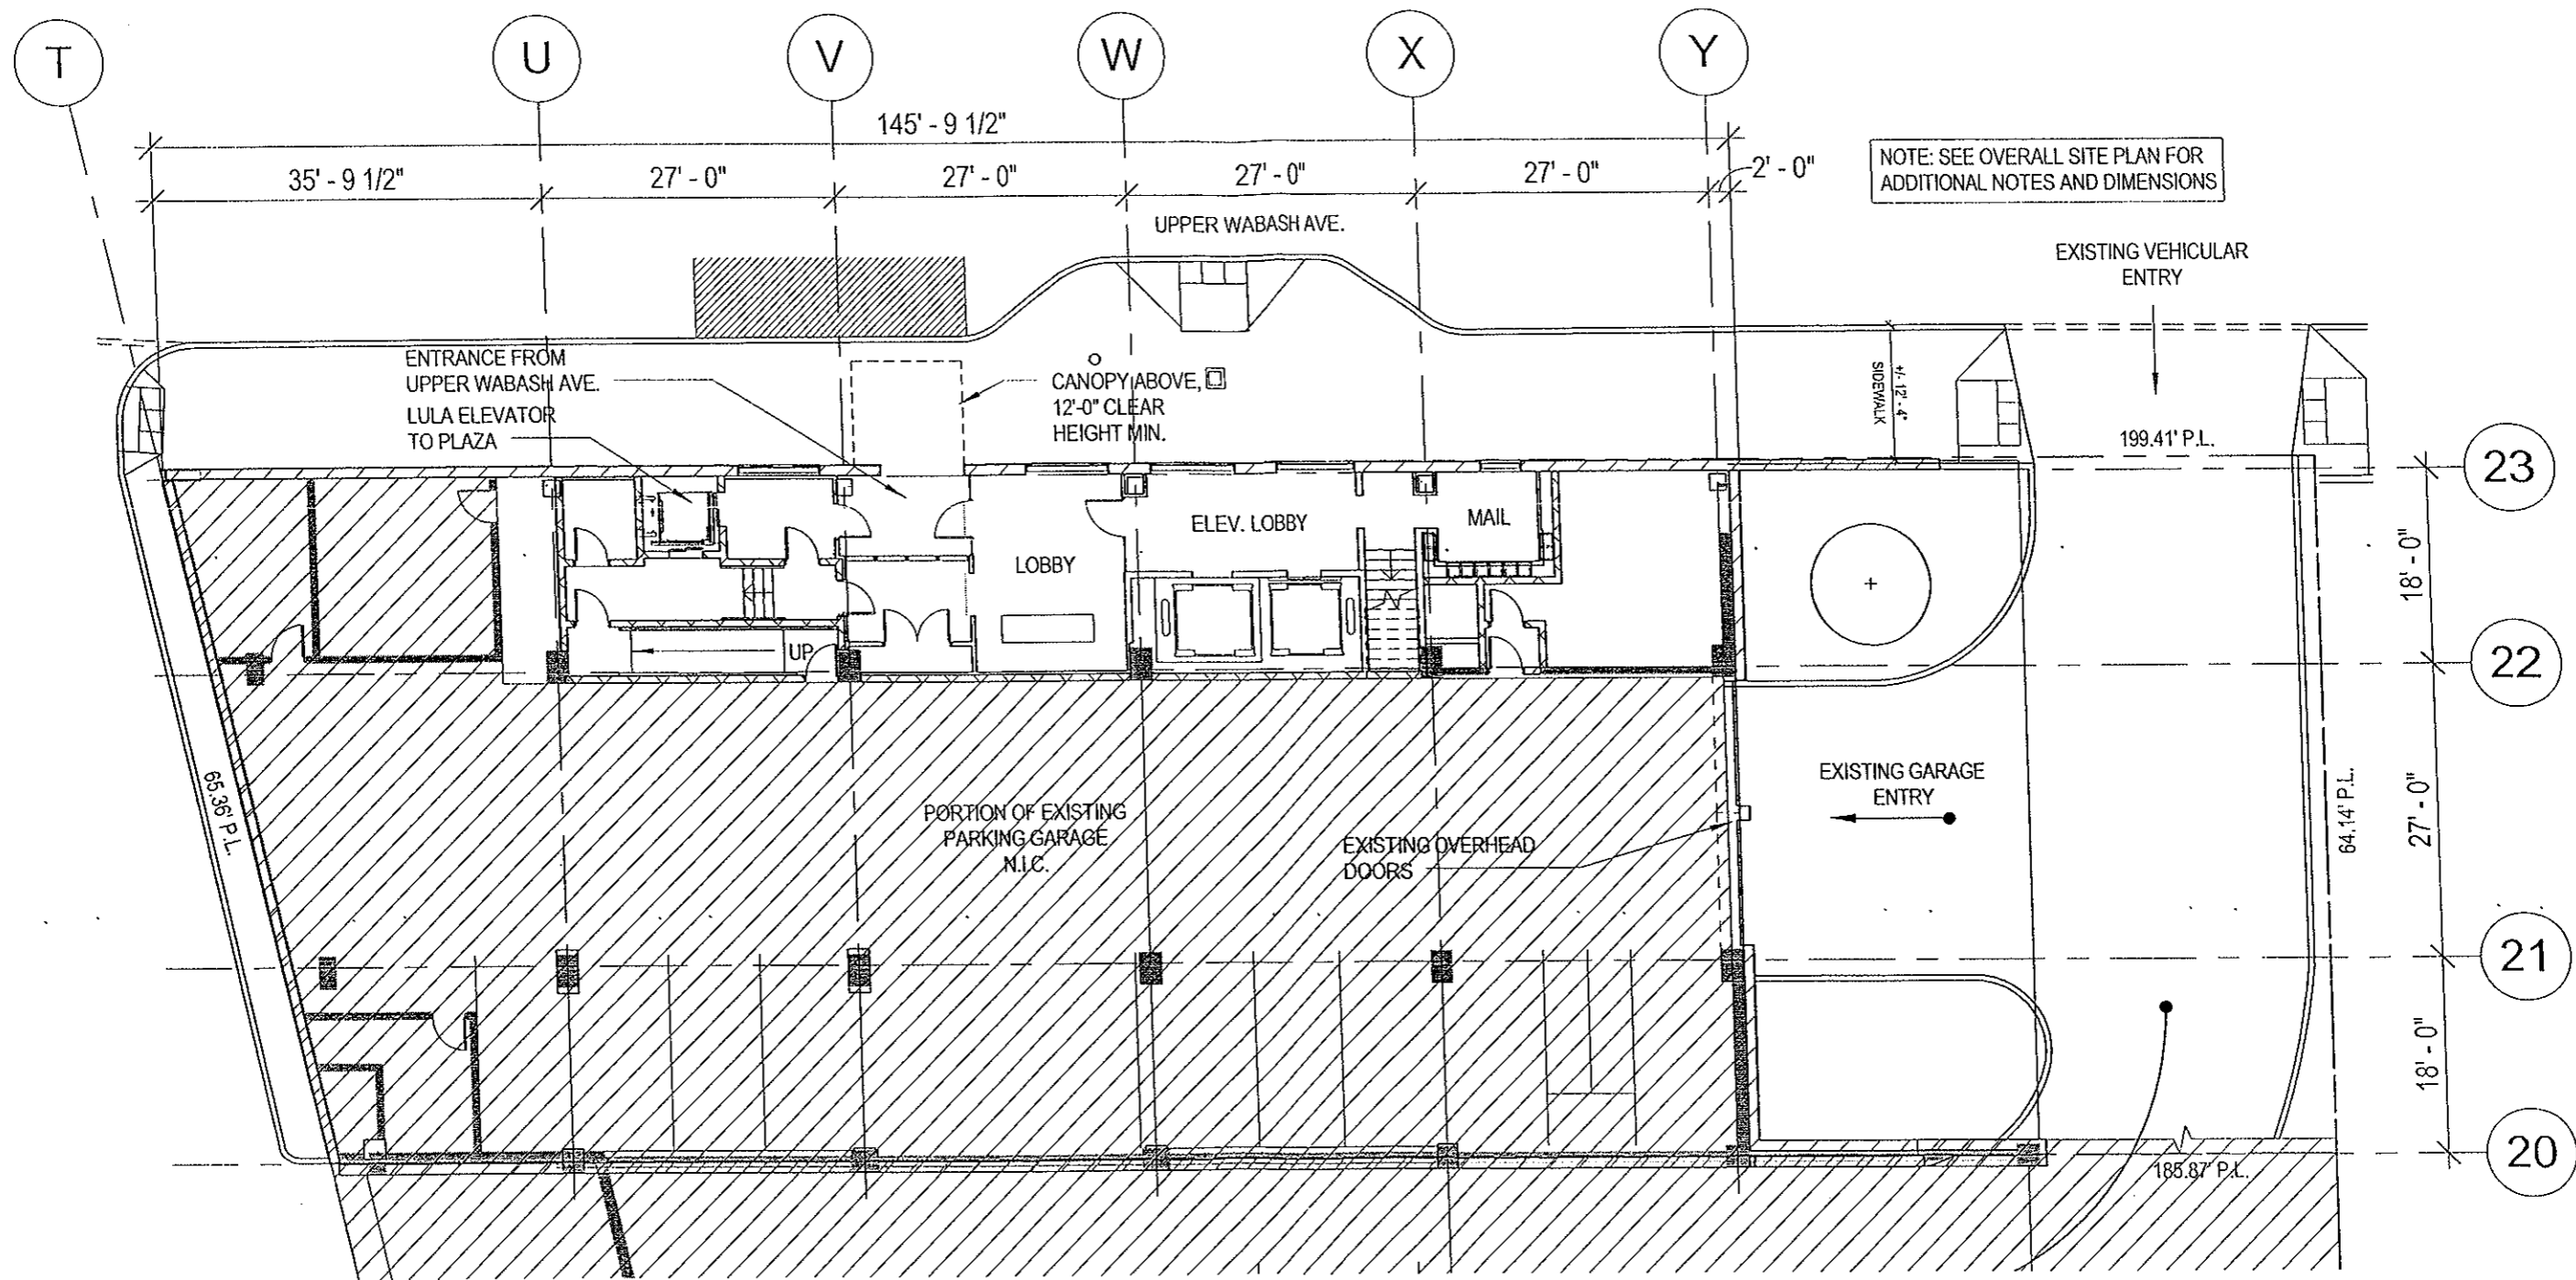 T
U
V
W
X
Y
145' - 9 1/2"
35' - 9 1/2"
27' - 0"
27' - 0"
27' - 0"
27' - 0"
2' - 0"
NOTE: SEE OVERALL SITE PLAN FOR
ADDITIONAL NOTES AND DIMENSIONS
UPPER WABASH AVE.
EXISTING VEHICULAR
ENTRY
ENTRANCE FROM
UPPER WABASH AVE.
LULA ELEVATOR
TO PLAZA
CANOPY ABOVE,
12'-0" CLEAR
HEIGHT MIN.
+/- 12' - 4"
SIDEWALK
199.41' P.L.
23
ELEV. LOBBY
MAIL
LOBBY
UP
18' - 0"
22
65.36' P.L.
PORTION OF EXISTING
PARKING GARAGE
N.I.C.
EXISTING OVERHEAD
DOORS
EXISTING GARAGE
ENTRY
64.14' P.L.
27' - 0"
21
18' - 0"
185.87' P.L.
20